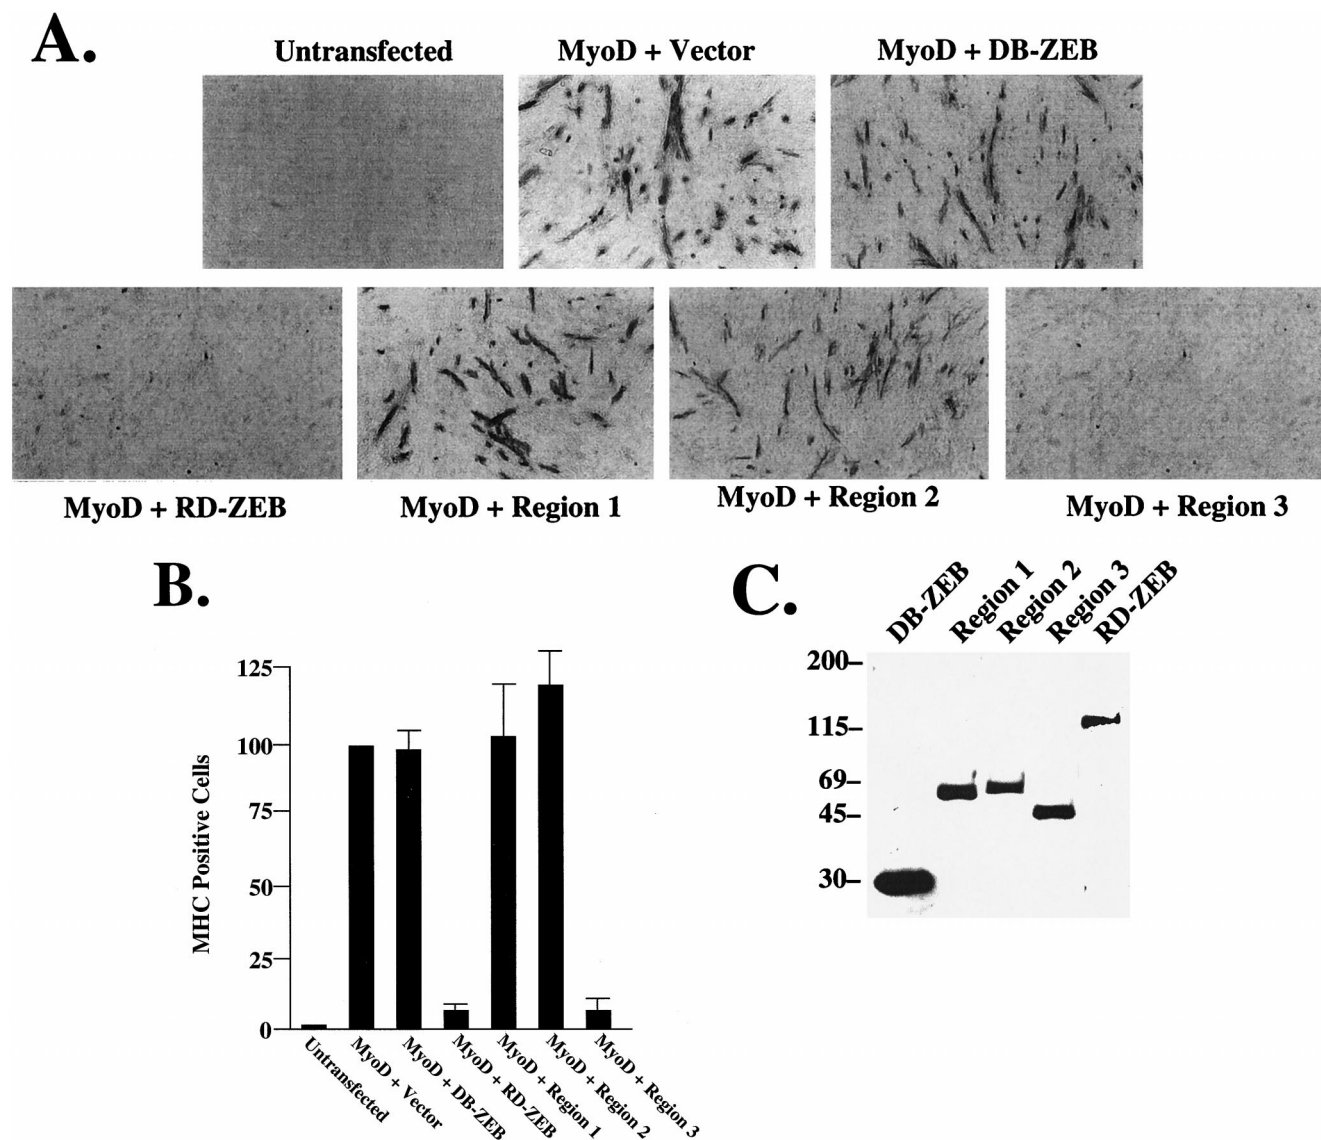 A.
Untransfected
MyoD + Vector
MyoD + DB-ZEB
MyoD + RD-ZEB
MyoD + Region 1
MyoD + Region 2
MyoD + Region 3
B.
MHC Positive Cells
125
100
75
50
25
0
Untransfected
MyoD + Vector
MyoD + DB-ZEB
MyoD + RD-ZEB
MyoD + Region 1
MyoD + Region 2
MyoD + Region 3
C.
DB-ZEB
Region 1
Region 2
Region 3
RD-ZEB
200
115
69
45
30